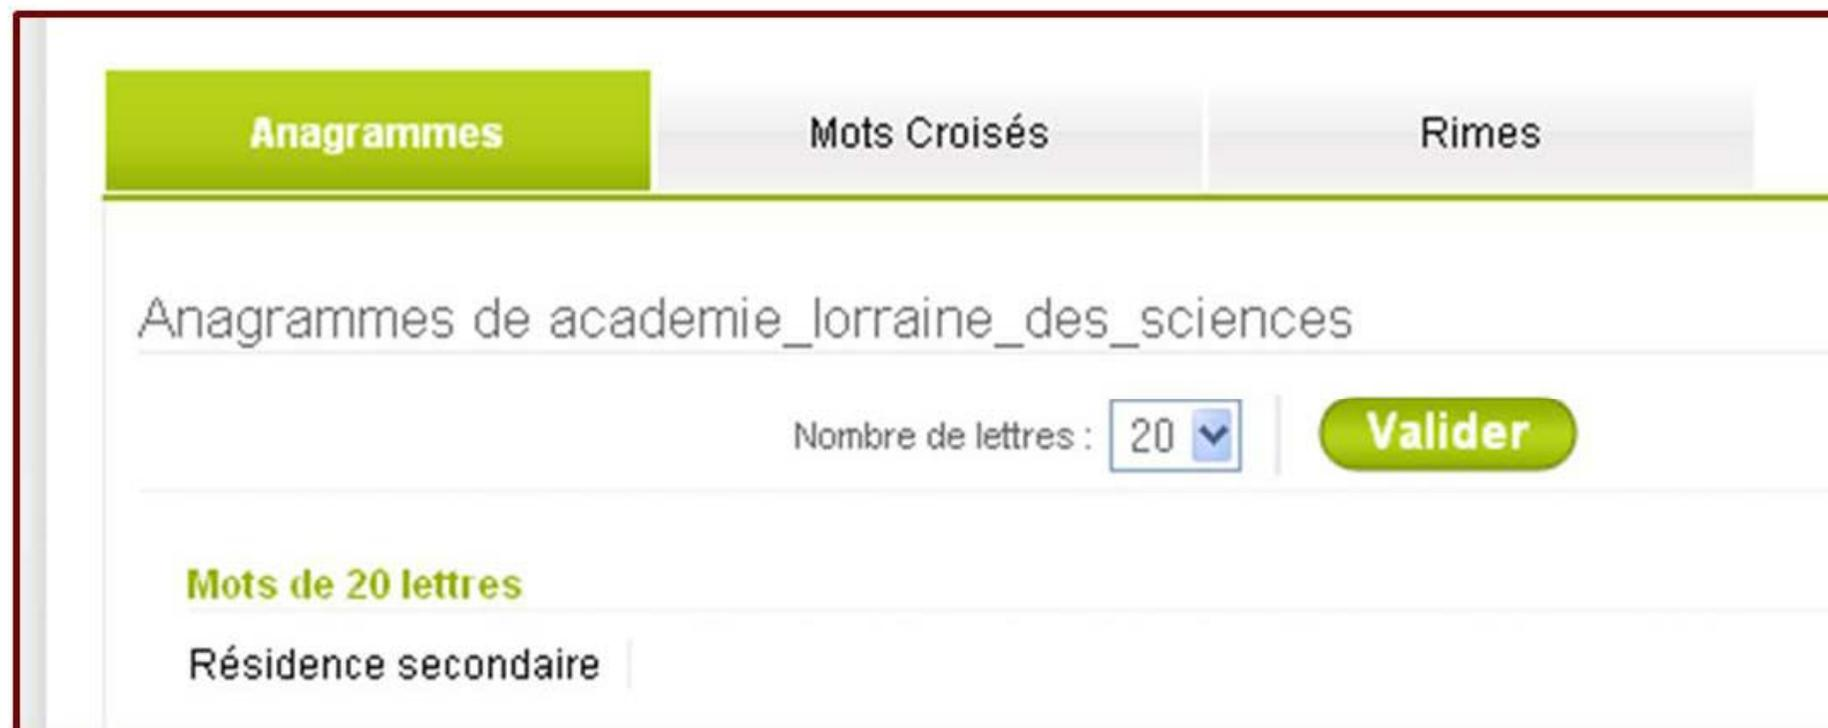 Anagrammes Mots Croisés Rimes
Anagrammes de academie_lorraine_des_sciences
Nombre de lettres : 20 Valider
Mots de 20 lettres
Résidence secondaire